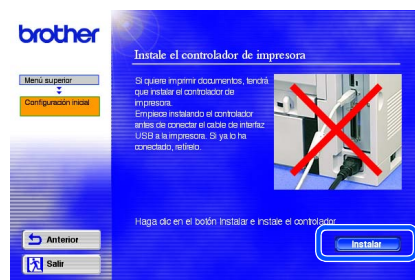 brother
Instale el controlador de impresora
Menú superior
Configuración inicial
Si quiere imprimir documentos, tendrá
que instalar el controlador de
impresora.
Empiece instalando el controlador
antes de conectar el cable de interfaz
USB a la impresora. Si ya lo ha
conectado, retírelo.
Haga clic en el botón Instalar e instale el controlador.
Instalar
Anterior
Salir